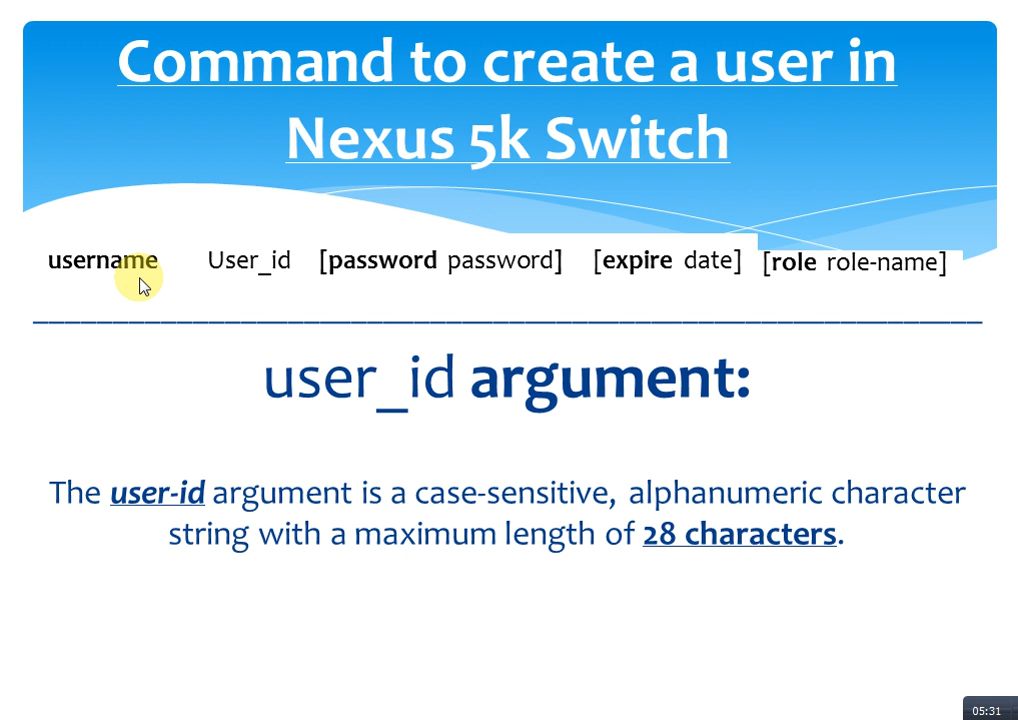 Command to create a user in
Nexus 5k Switch
username User_id [password password] [expire date] [role role-name]
user_id argument:
The user-id argument is a case-sensitive, alphanumeric character
string with a maximum length of 28 characters.
05:31